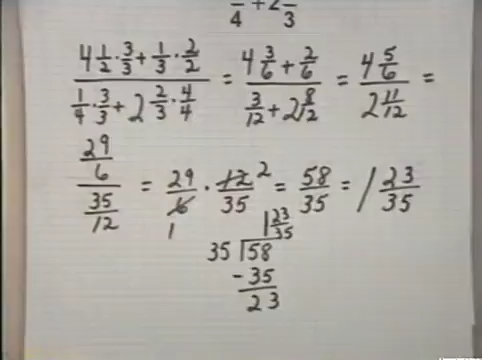 /4 + 2 /3
(4 1/2 · 3/3 + 1/3 · 2/2)/(1/4 · 3/3 + 2 2/3 · 4/4) = (4 3/6 + 2/6)/(3/12 + 2 8/12) = (4 5/6)/(2 11/12) =
(29/6)/(35/12) = 29/6 · 12/35 2 = 58/35 = 1 23/35
1
1 23/35
35 ) 58
- 35
23